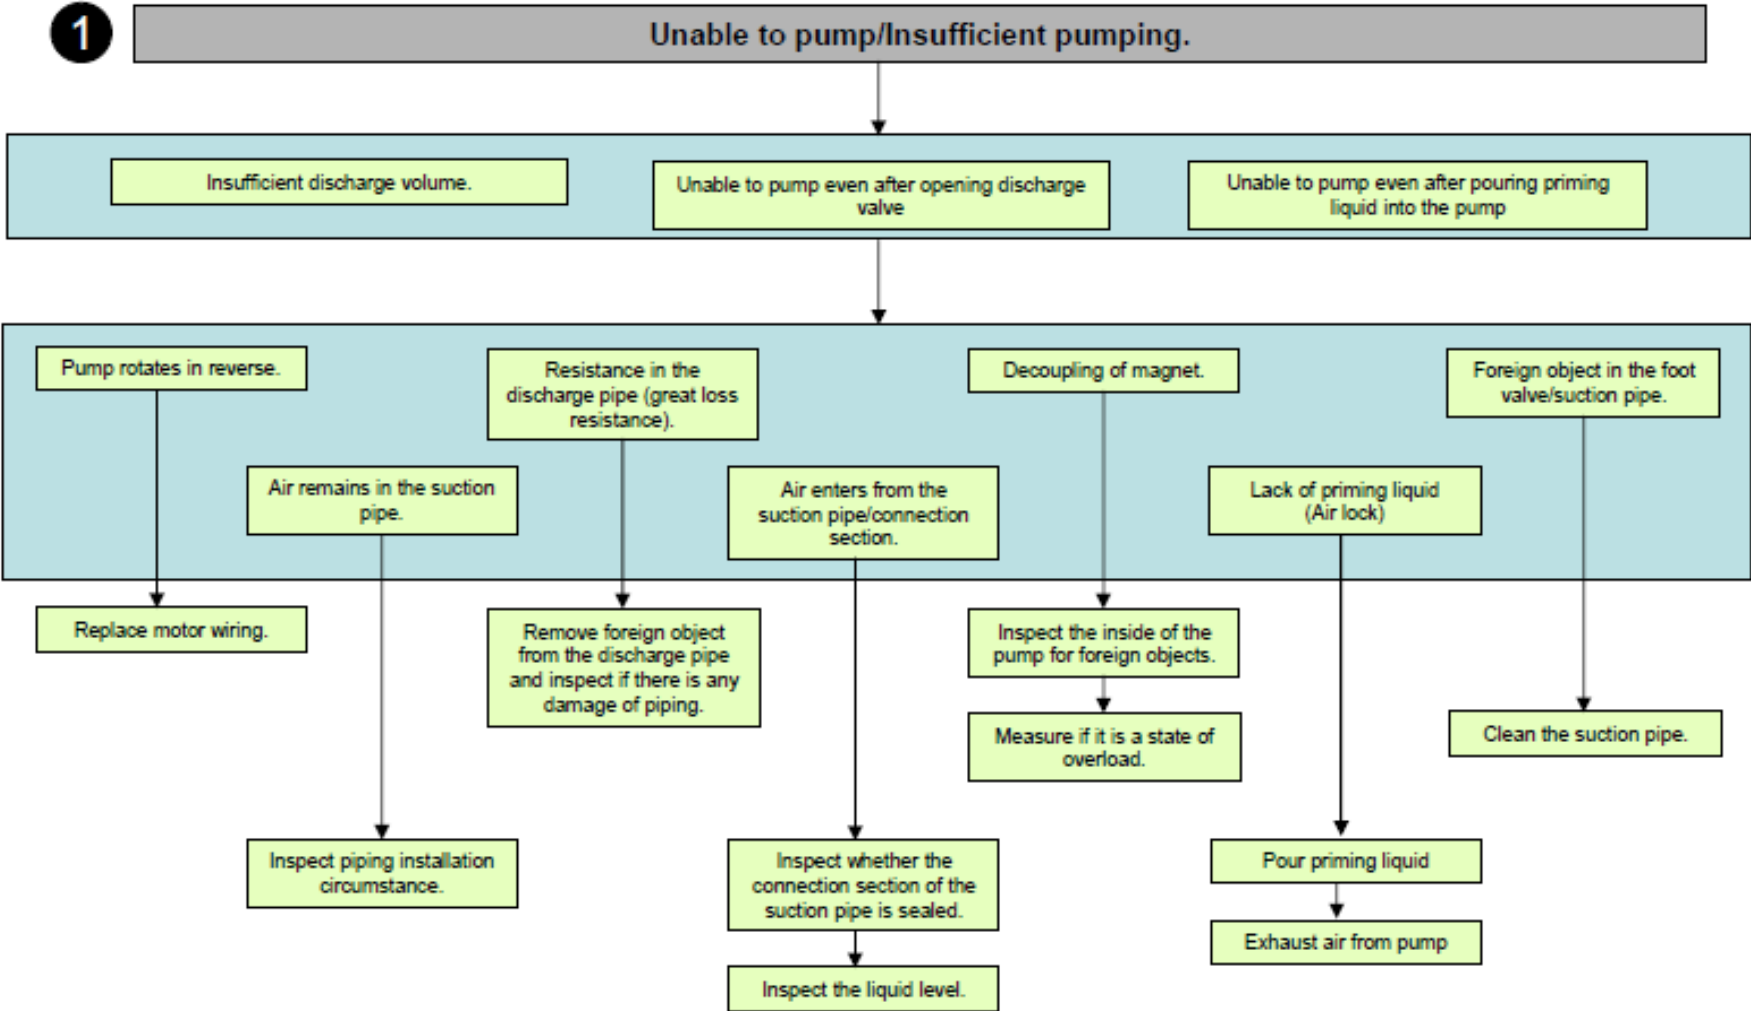 1
Unable to pump/Insufficient pumping.
Insufficient discharge volume.
Unable to pump even after opening discharge
valve
Unable to pump even after pouring priming
liquid into the pump
Pump rotates in reverse.
Resistance in the
discharge pipe (great loss
resistance).
Decoupling of magnet.
Foreign object in the foot
valve/suction pipe.
Air remains in the suction
pipe.
Air enters from the
suction pipe/connection
section.
Lack of priming liquid
(Air lock)
Replace motor wiring.
Remove foreign object
from the discharge pipe
and inspect if there is any
damage of piping.
Inspect the inside of the
pump for foreign objects.
Measure if it is a state of
overload.
Clean the suction pipe.
Inspect piping installation
circumstance.
Inspect whether the
connection section of the
suction pipe is sealed.
Inspect the liquid level.
Pour priming liquid
Exhaust air from pump